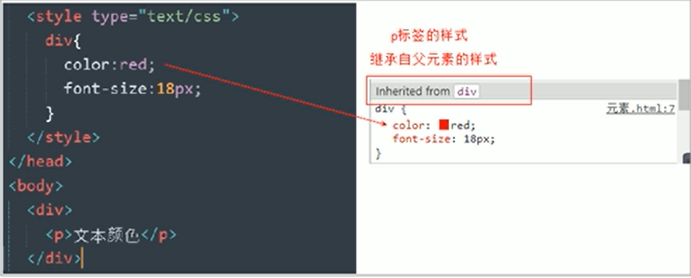 <style type="text/css">
div{
color:red;
font-size:18px;
}
</style>
</head>
<body>
<div>
<p>文本颜色</p>
</div>
p标签的样式
继承自父元素的样式
Inherited from div
div {
元素.html:7
color: red;
font-size: 18px;
}